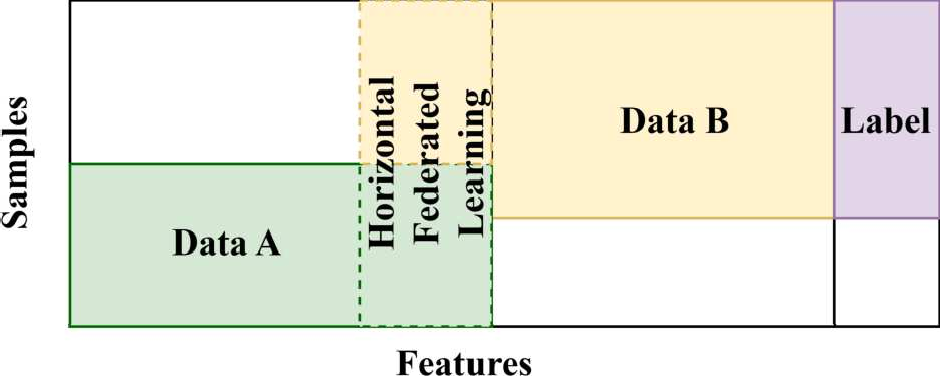 Samples
Horizontal
Federated
Learning
Data B
Label
Data A
Features